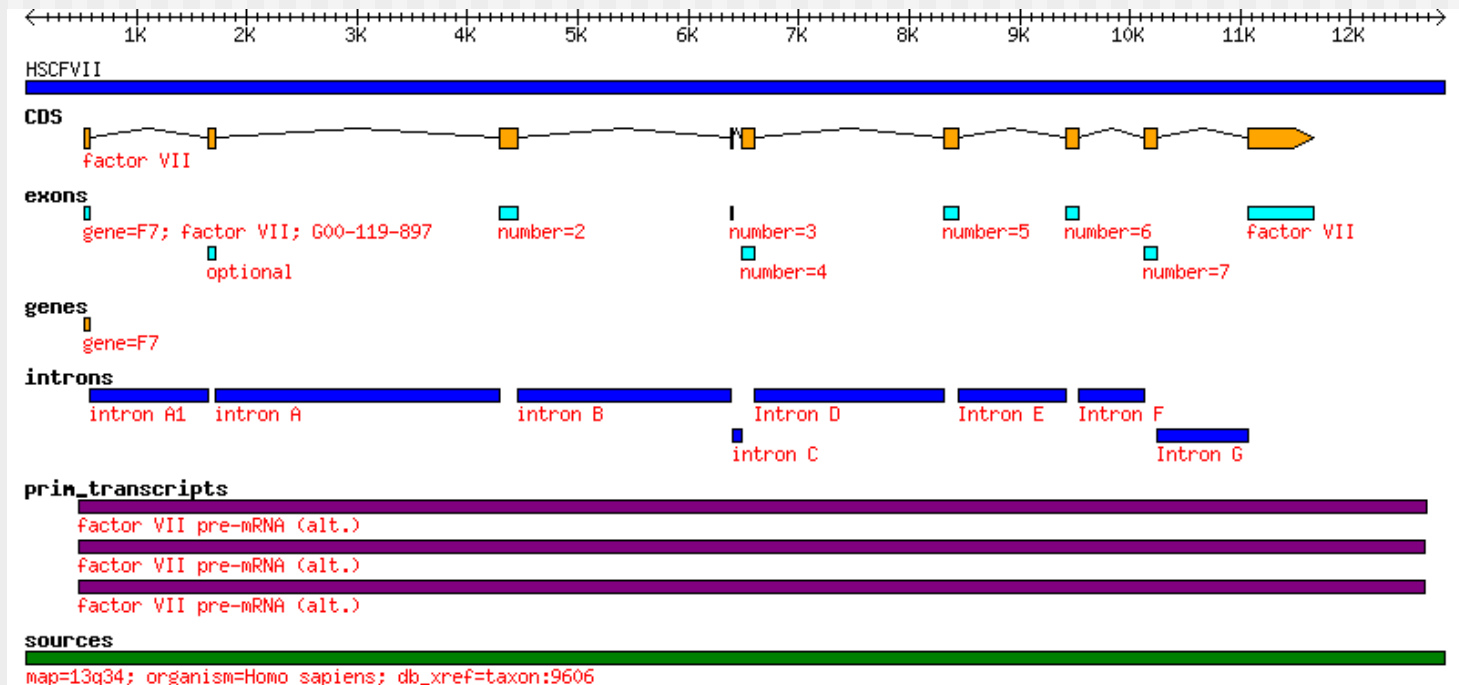 1K 2K 3K 4K 5K 6K 7K 8K 9K 10K 11K 12K
HSCFVII
CDS
factor VII
exons
gene=F7; factor VII; G00-119-897 number=2 number=3 number=5 number=6 factor VII
optional number=4 number=7
genes
gene=F7
introns
intron A1 intron A intron B Intron D Intron E Intron F
intron C Intron G
prim_transcripts
factor VII pre-mRNA (alt.)
factor VII pre-mRNA (alt.)
factor VII pre-mRNA (alt.)
sources
map=13q34; organism=Homo sapiens; db_xref=taxon:9606